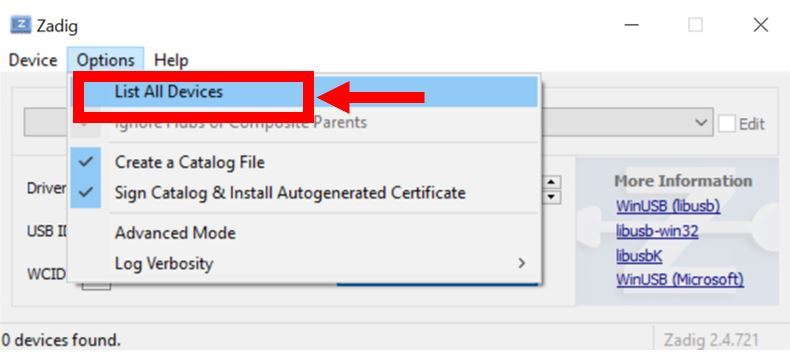 Zadig
Device Options Help
List All Devices
Ignore Hubs or Composite Parents
Edit
Create a Catalog File
Sign Catalog & Install Autogenerated Certificate
Driver
More Information
WinUSB (libusb)
USB ID
Advanced Mode
libusb-win32
Log Verbosity
libusbK
WCID
WinUSB (Microsoft)
0 devices found.
Zadig 2.4.721